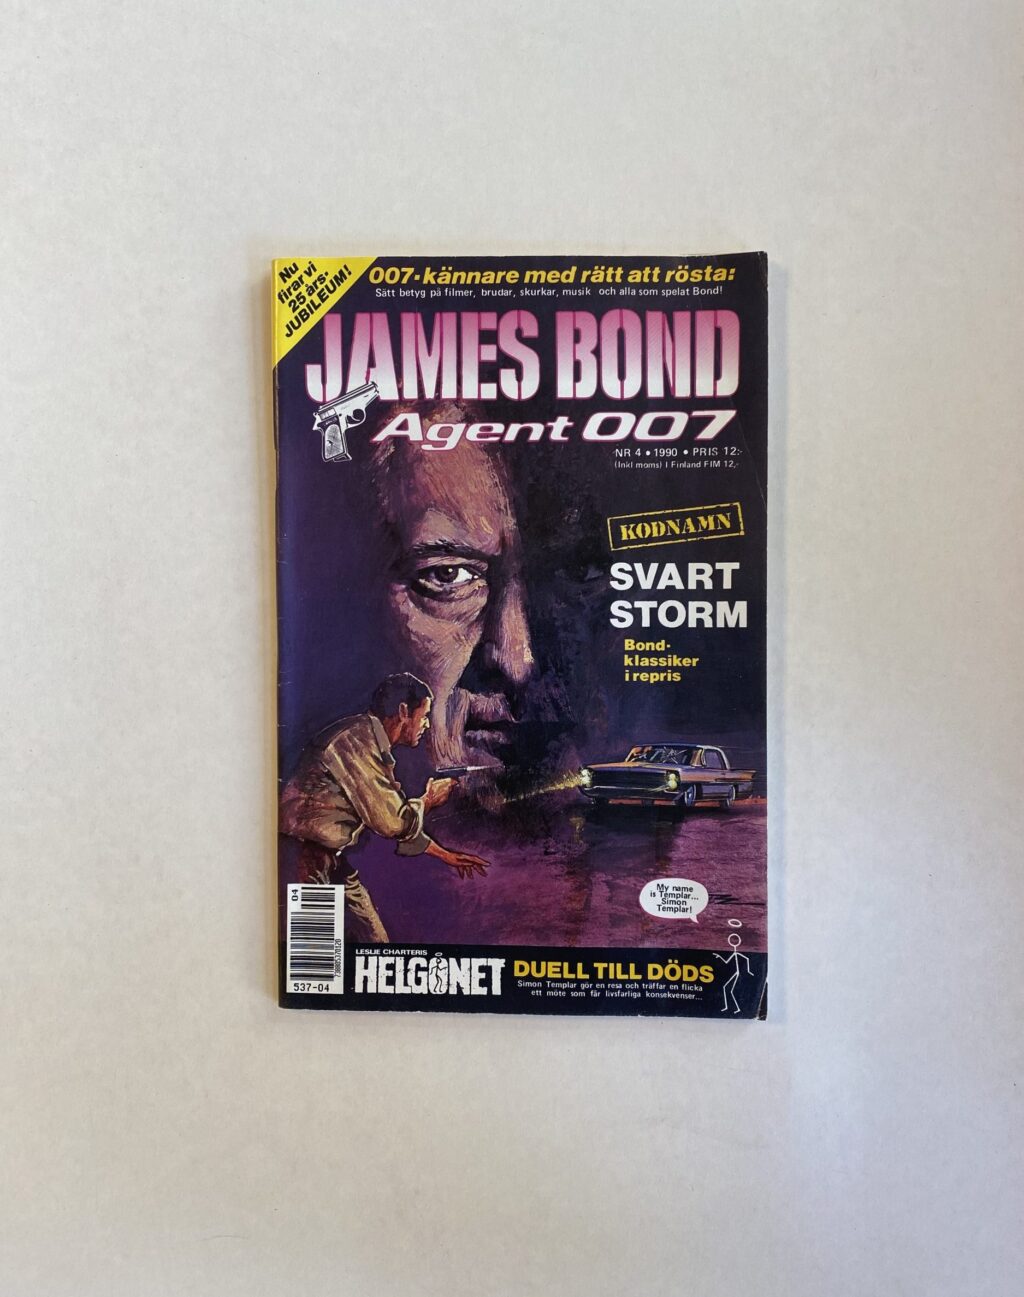 Nu
firar vi
25 års-
JUBILEUM!
007-kännare med rätt att rösta:
Sätt betyg på filmer, brudar, skurkar, musik och alla som spelat Bond!
JAMES BOND
Agent 007
NR 4 • 1990 • PRIS 12:-
(Inkl moms) I Finland FIM 12,-
KODNAMN
SVART
STORM
Bond-
klassiker
i repris
My name
is Templar...
Simon
Templar!
04
537-04
LESLIE CHARTERIS
HELGONET
DUELL TILL DÖDS
Simon Templar gör en resa och träffar en flicka
ett möte som får livsfarliga konsekvenser...